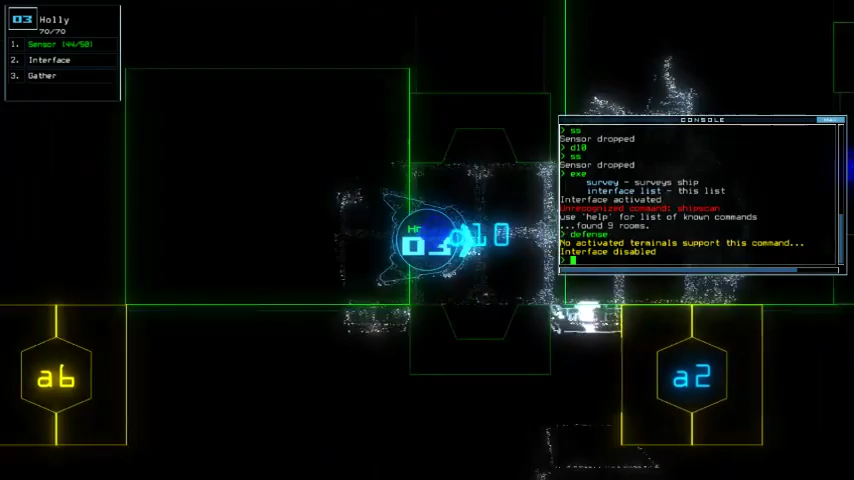 03 Holly
70/70
1. Sensor (44/50)
2. Interface
3. Gather
CONSOLE
> ss
Sensor dropped
> d10
> ss
Sensor dropped
> exe
survey - surveys ship
interface list - this list
Interface activated
Unrecognized command: shipscan
use 'help' for list of known commands
...found 9 rooms.
> defense
No activated terminals support this command...
Interface disabled
>
03
d10
a6
a2